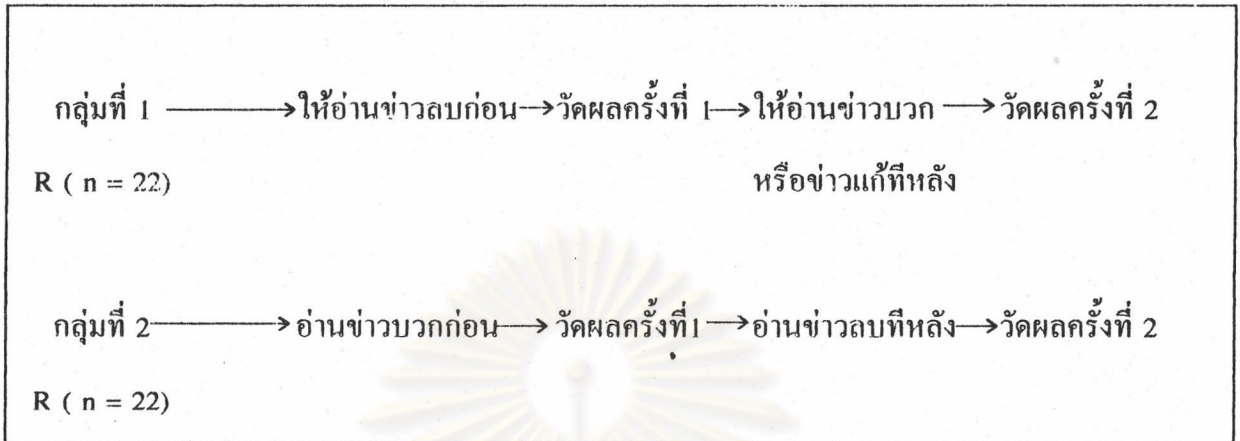 กลุ่มที่ 1 ⟶ ให้อ่านข่าวลบก่อน ⟶ วัดผลครั้งที่ 1 ⟶ ให้อ่านข่าวบวก ⟶ วัดผลครั้งที่ 2
R ( n = 22) หรือข่าวแก้ทีหลัง
กลุ่มที่ 2 ⟶ อ่านข่าวบวกก่อน ⟶ วัดผลครั้งที่1 ⟶ อ่านข่าวลบทีหลัง ⟶ วัดผลครั้งที่ 2
R ( n = 22)